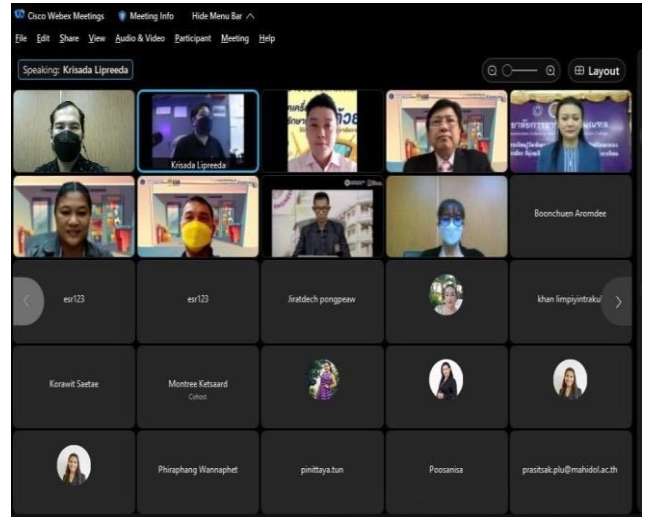 Cisco Webex Meetings Meeting Info Hide Menu Bar
File Edit Share View Audio & Video Participant Meeting Help
Speaking: Krisada Lipreeda
Layout
Krisada Lipreeda
Boonchuen Aromdee
esr123
esr123
Jiratdech pongpeaw
khan limpiyintraku
Korawit Saetae
Montree Ketsaard
Cohost
Phiraphang Wannaphet
pinittaya.tun
Poosanisa
prasitsak.plu@mahidol.ac.th